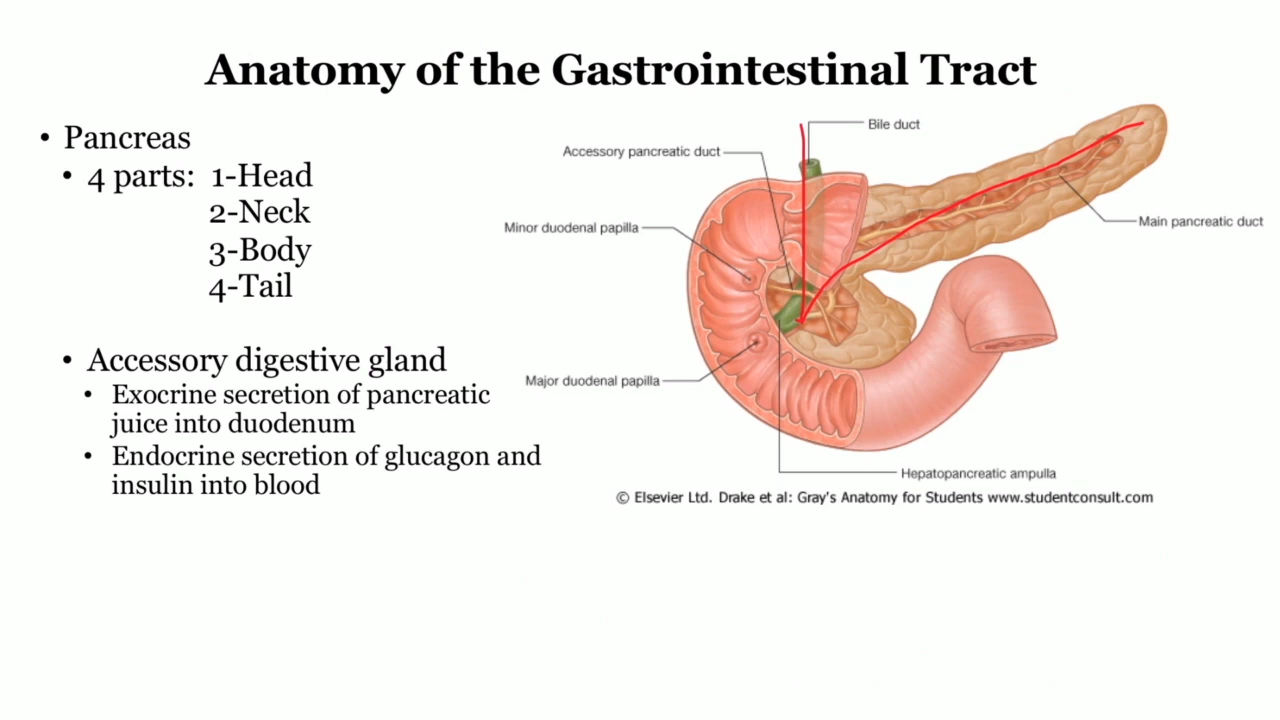 Anatomy of the Gastrointestinal Tract
• Pancreas
• 4 parts: 1-Head
2-Neck
3-Body
4-Tail
• Accessory digestive gland
• Exocrine secretion of pancreatic
juice into duodenum
• Endocrine secretion of glucagon and
insulin into blood
Bile duct
Accessory pancreatic duct
Main pancreatic duct
Minor duodenal papilla
Major duodenal papilla
Hepatopancreatic ampulla
© Elsevier Ltd. Drake et al: Gray's Anatomy for Students www.studentconsult.com